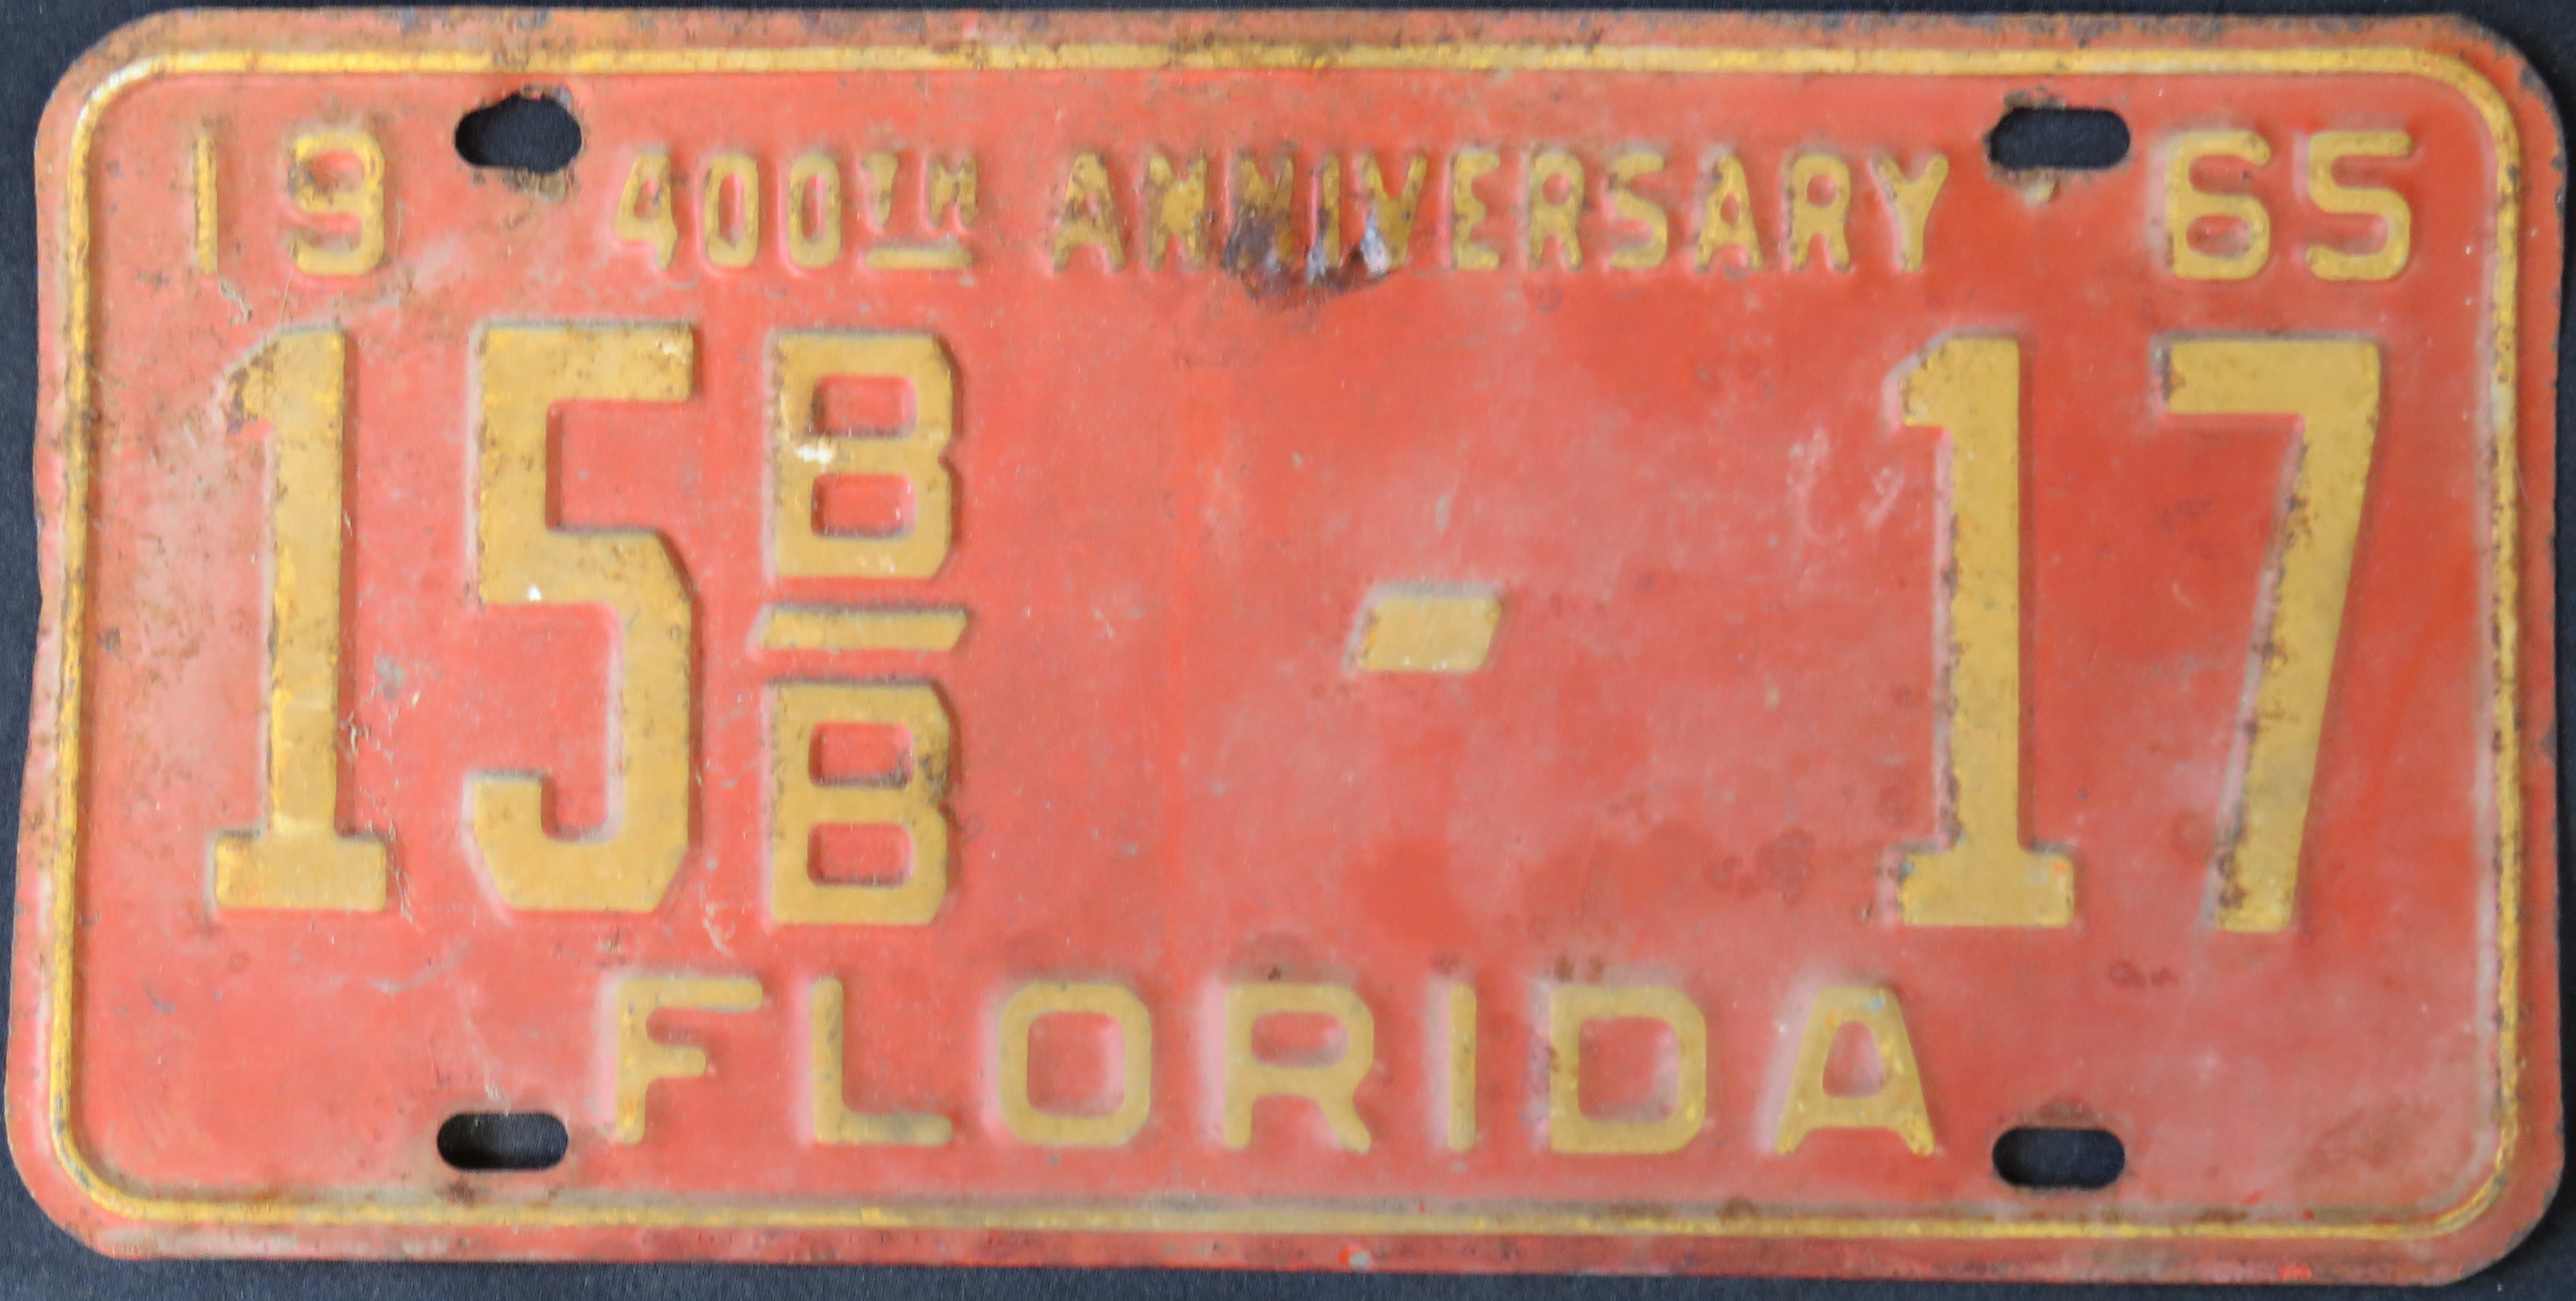 19 400TH ANNIVERSARY 65
15 B/B - 17
FLORIDA